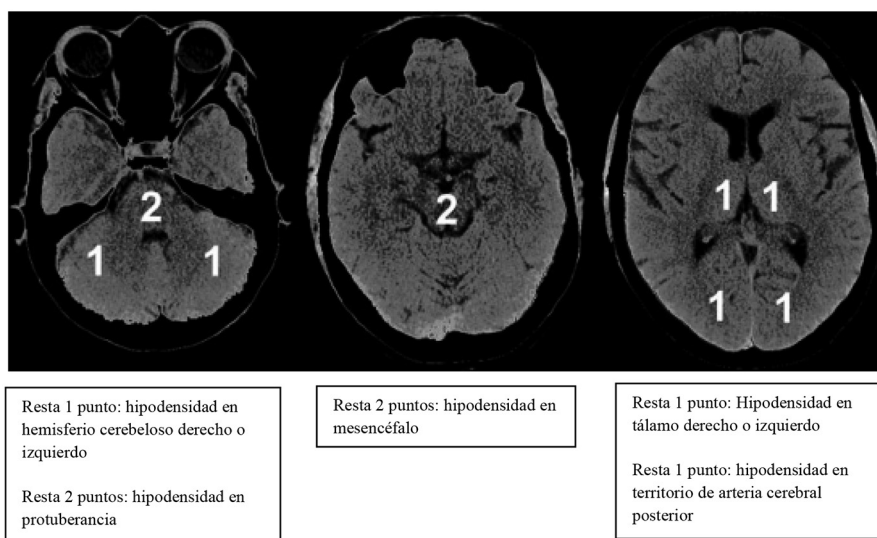 2
1 1
2
1 1
1 1
Resta 1 punto: hipodensidad en
hemisferio cerebeloso derecho o
izquierdo
Resta 2 puntos: hipodensidad en
protuberancia
Resta 2 puntos: hipodensidad en
mesencéfalo
Resta 1 punto: Hipodensidad en
tálamo derecho o izquierdo
Resta 1 punto: hipodensidad en
territorio de arteria cerebral
posterior